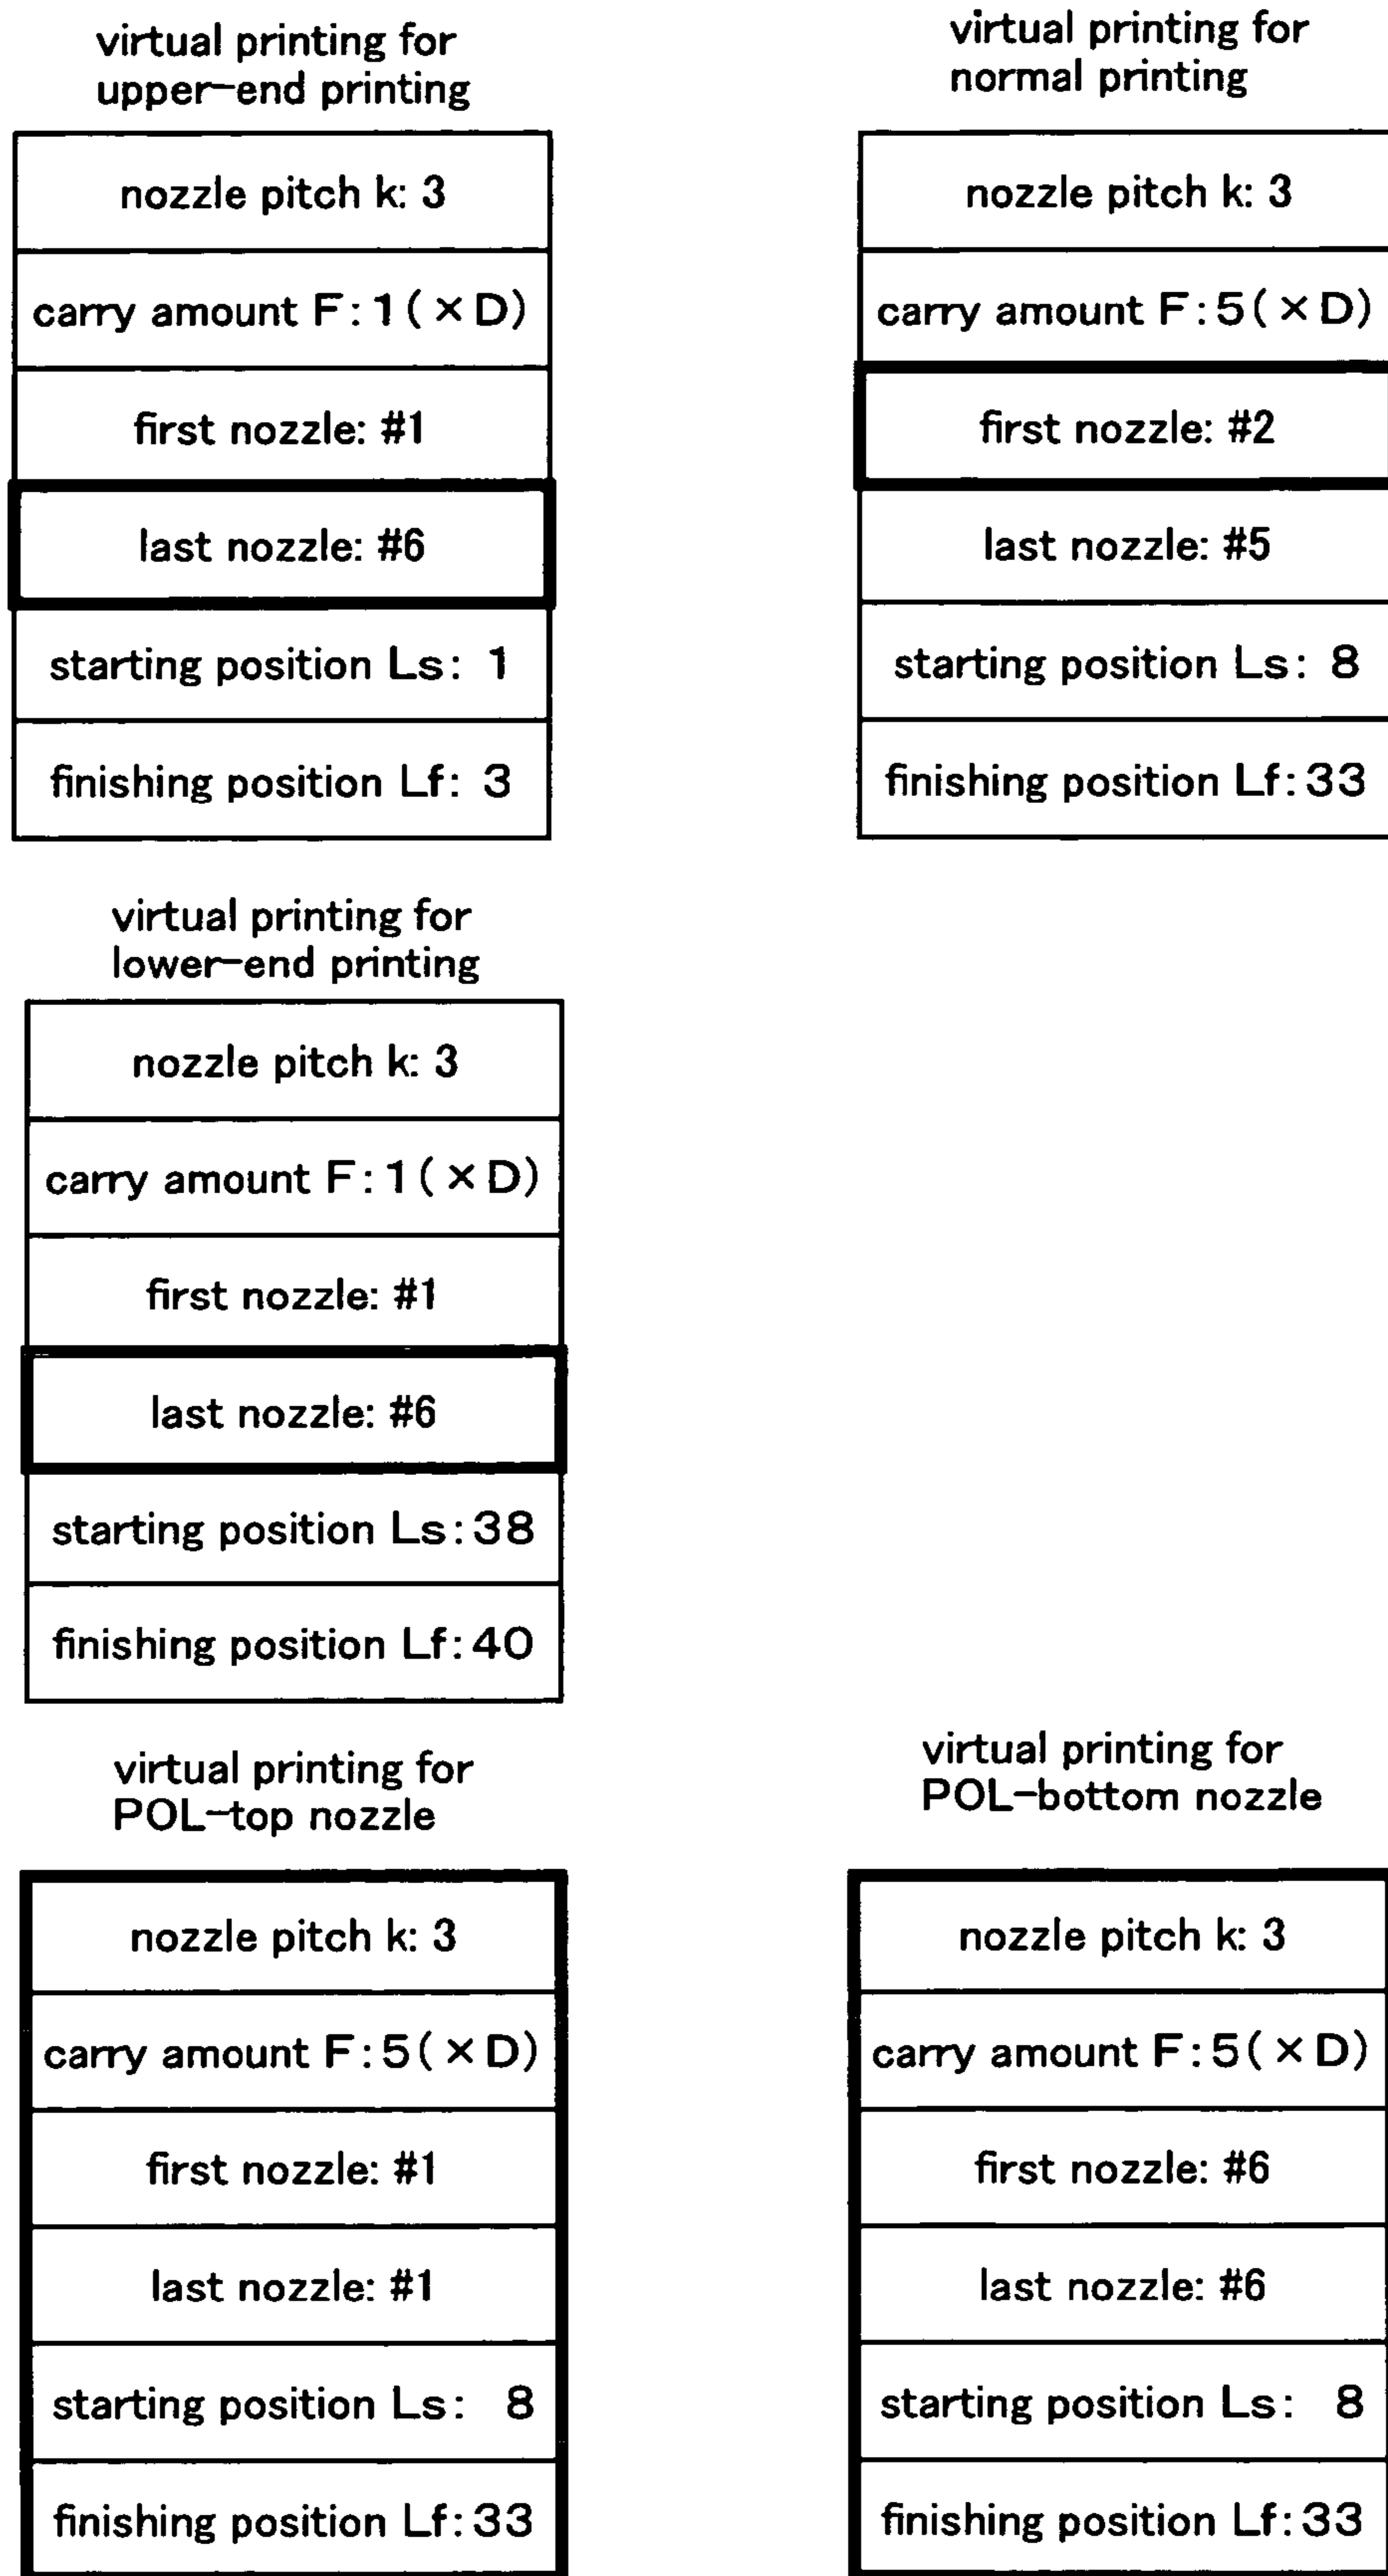 virtual printing for
upper-end printing
nozzle pitch k: 3
carry amount F:1(×D)
first nozzle: #1
last nozzle: #6
starting position Ls: 1
finishing position Lf: 3
virtual printing for
normal printing
nozzle pitch k: 3
carry amount F:5(×D)
first nozzle: #2
last nozzle: #5
starting position Ls: 8
finishing position Lf:33
virtual printing for
lower-end printing
nozzle pitch k: 3
carry amount F:1(×D)
first nozzle: #1
last nozzle: #6
starting position Ls:38
finishing position Lf:40
virtual printing for
POL-top nozzle
nozzle pitch k: 3
carry amount F:5(×D)
first nozzle: #1
last nozzle: #1
starting position Ls: 8
finishing position Lf:33
virtual printing for
POL-bottom nozzle
nozzle pitch k: 3
carry amount F:5(×D)
first nozzle: #6
last nozzle: #6
starting position Ls: 8
finishing position Lf:33